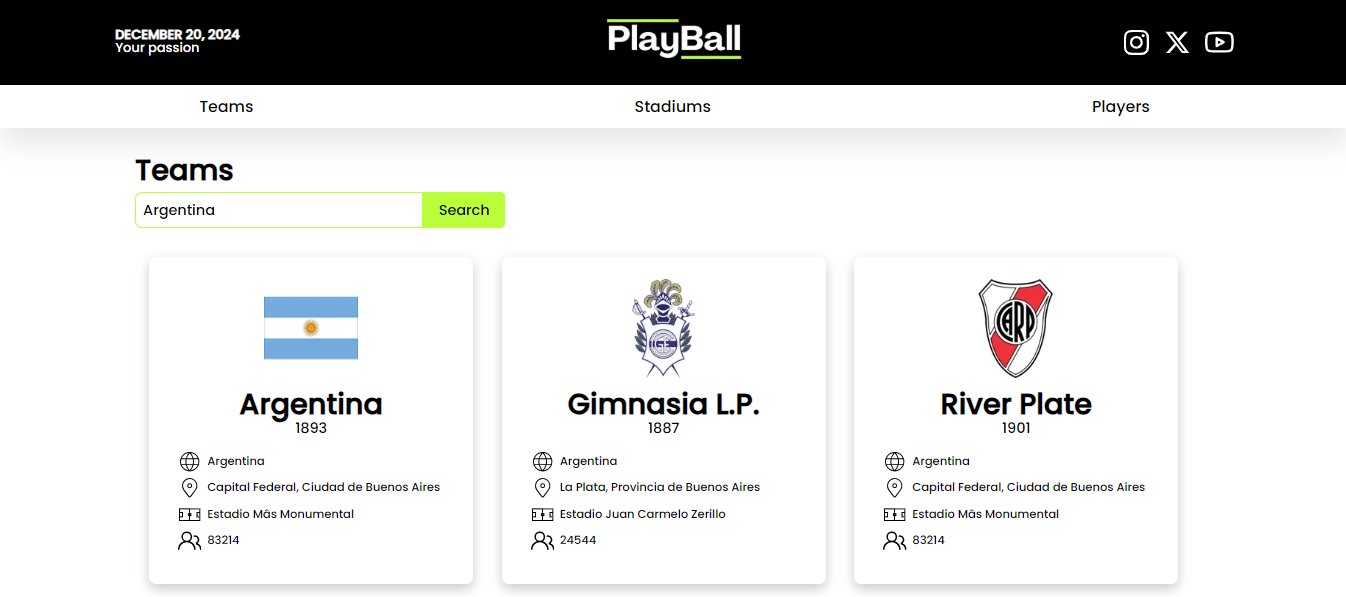 DECEMBER 20, 2024
Your passion
PlayBall
Teams Stadiums Players
Teams
Argentina Search
Argentina
1893
Argentina
Capital Federal, Ciudad de Buenos Aires
Estadio Mâs Monumental
83214
Gimnasia L.P.
1887
Argentina
La Plata, Provincia de Buenos Aires
Estadio Juan Carmelo Zerillo
24544
CARP
River Plate
1901
Argentina
Capital Federal, Ciudad de Buenos Aires
Estadio Mâs Monumental
83214